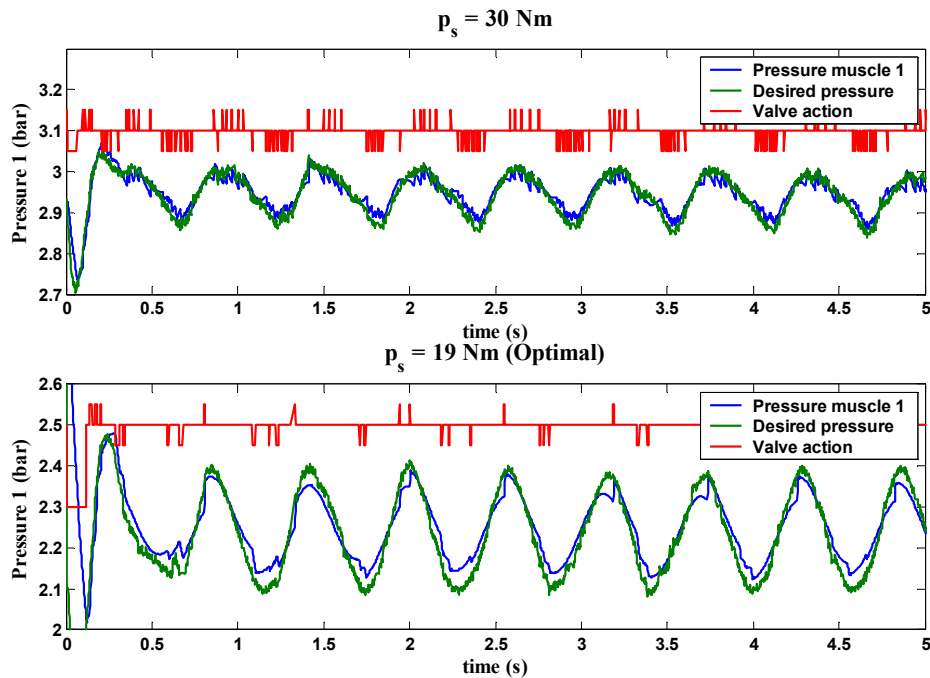 p_s = 30 Nm
Pressure 1 (bar)
3.3
3.2
3.1
3
2.9
2.8
2.7
Pressure muscle 1
Desired pressure
Valve action
0 0.5 1 1.5 2 2.5 3 3.5 4 4.5 5
time (s)
p_s = 19 Nm (Optimal)
Pressure 1 (bar)
2.6
2.5
2.4
2.3
2.2
2.1
2
Pressure muscle 1
Desired pressure
Valve action
0 0.5 1 1.5 2 2.5 3 3.5 4 4.5 5
time (s)